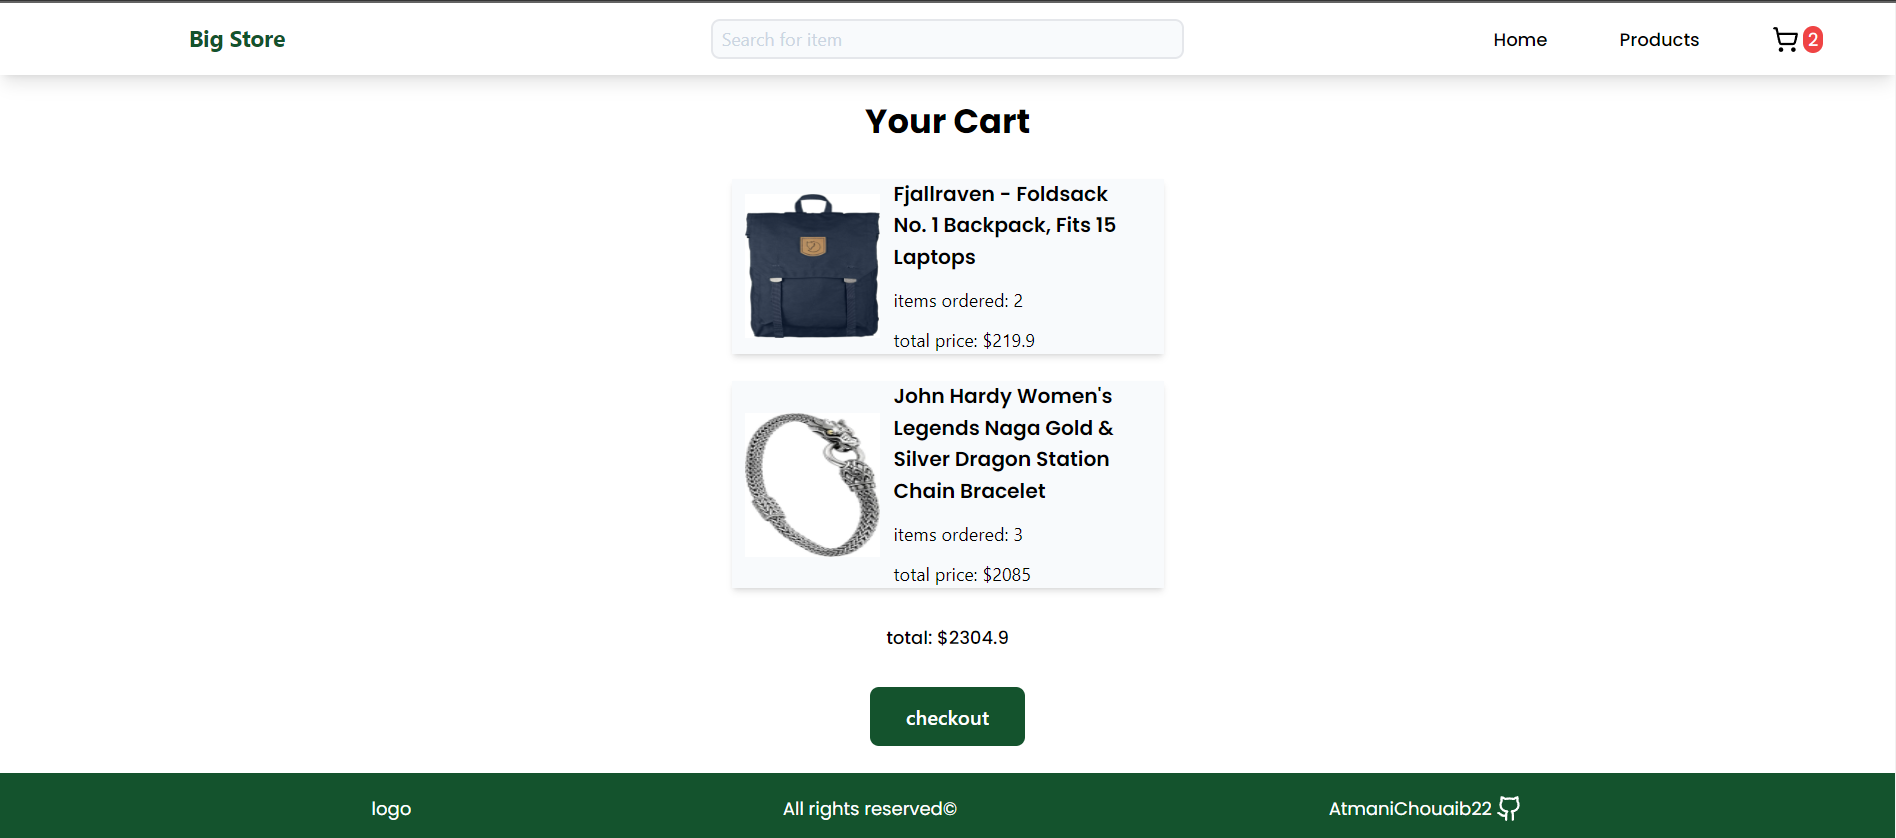 Big Store
Search for item
Home
Products
2
Your Cart
Fjallraven - Foldsack
No. 1 Backpack, Fits 15
Laptops
items ordered: 2
total price: $219.9
John Hardy Women's
Legends Naga Gold &
Silver Dragon Station
Chain Bracelet
items ordered: 3
total price: $2085
total: $2304.9
checkout
logo
All rights reserved©
AtmaniChouaib22